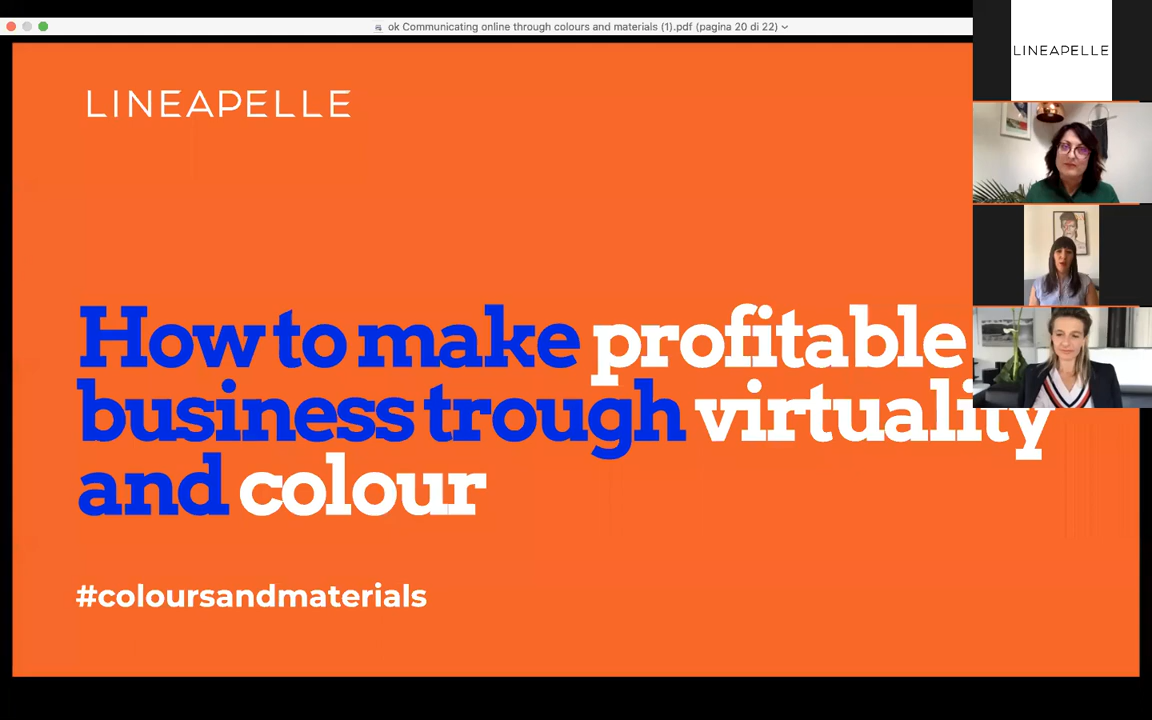 ok Communicating online through colours and materials (1).pdf (pagina 20 di 22)
LINEAPELLE
LINEAPELLE
How to make profitable
business trough virtuality
and colour
#coloursandmaterials